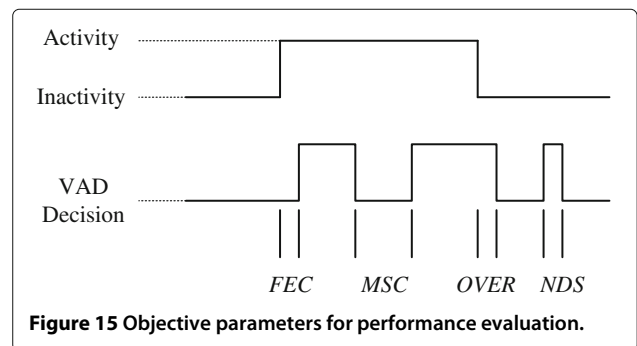 Activity
Inactivity
VAD
Decision
FEC MSC OVER NDS
Figure 15 Objective parameters for performance evaluation.